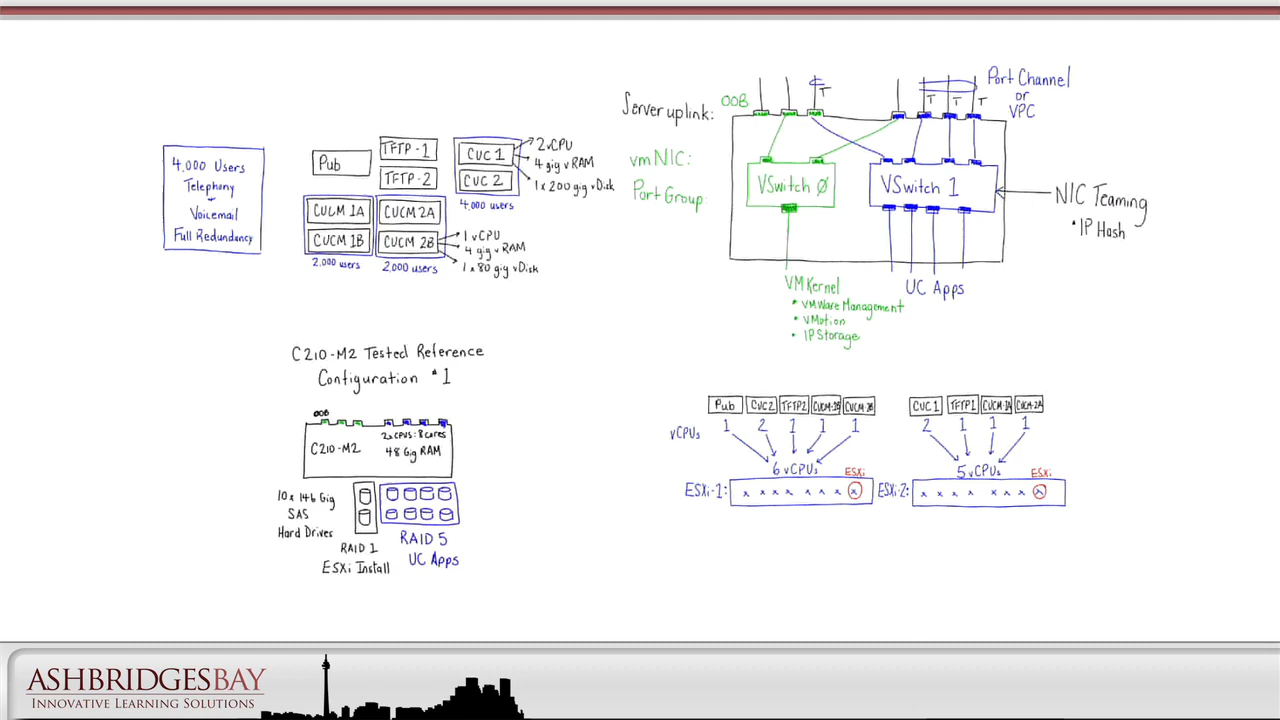 4,000 Users
Telephony
+
Voicemail
Full Redundancy
Pub
TFTP-1
TFTP-2
CUCM 1A
CUCM 1B
2,000 users
CUCM 2A
CUCM 2B
2,000 users
CUC 1
CUC 2
4,000 users
2 vCPU
4 gig vRAM
1 x 200 gig vDisk
1 vCPU
4 gig vRAM
1 x 80 gig vDisk
Server uplink:
OOB
T
T
T
T
Port Channel
or
VPC
vmNIC:
Port Group:
VSwitch 0
VSwitch 1
NIC Teaming
• IP Hash
VMKernel
• VMWare Management
• VMotion
• IP Storage
UC Apps
C210-M2 Tested Reference
Configuration #1
OOB
C210-M2
2xCPUS: 8 cores
48 Gig RAM
10 x 146 Gig
SAS
Hard Drives
RAID 1
ESXi Install
RAID 5
UC Apps
Pub
CUC2
TFTP2
CUCM-1B
CUCM-2B
vCPUs
1
2
1
1
1
6 vCPUs
ESXi
ESXi-1:
x x x x x x x x
CUC 1
TFTP1
CUCM-1A
CUCM-2A
2
1
1
1
5 vCPUs
ESXi
ESXi-2:
x x x x x x x x
ASHBRIDGESBAY
INNOVATIVE LEARNING SOLUTIONS